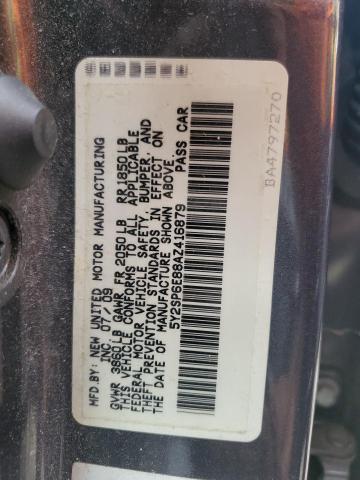 MFD BY: NEW UNITED MOTOR MANUFACTURING
INC 07/09
GVWR 3860LB GAWR FR 2050LB RR 1850LB
THIS VEHICLE CONFORMS TO ALL APPLICABLE
FEDERAL MOTOR VEHICLE SAFETY, BUMPER, AND
THEFT PREVENTION STANDARDS IN EFFECT ON
THE DATE OF MANUFACTURE SHOWN ABOVE.
5Y2SP6E88AZ416879 PASS CAR
BA4797270